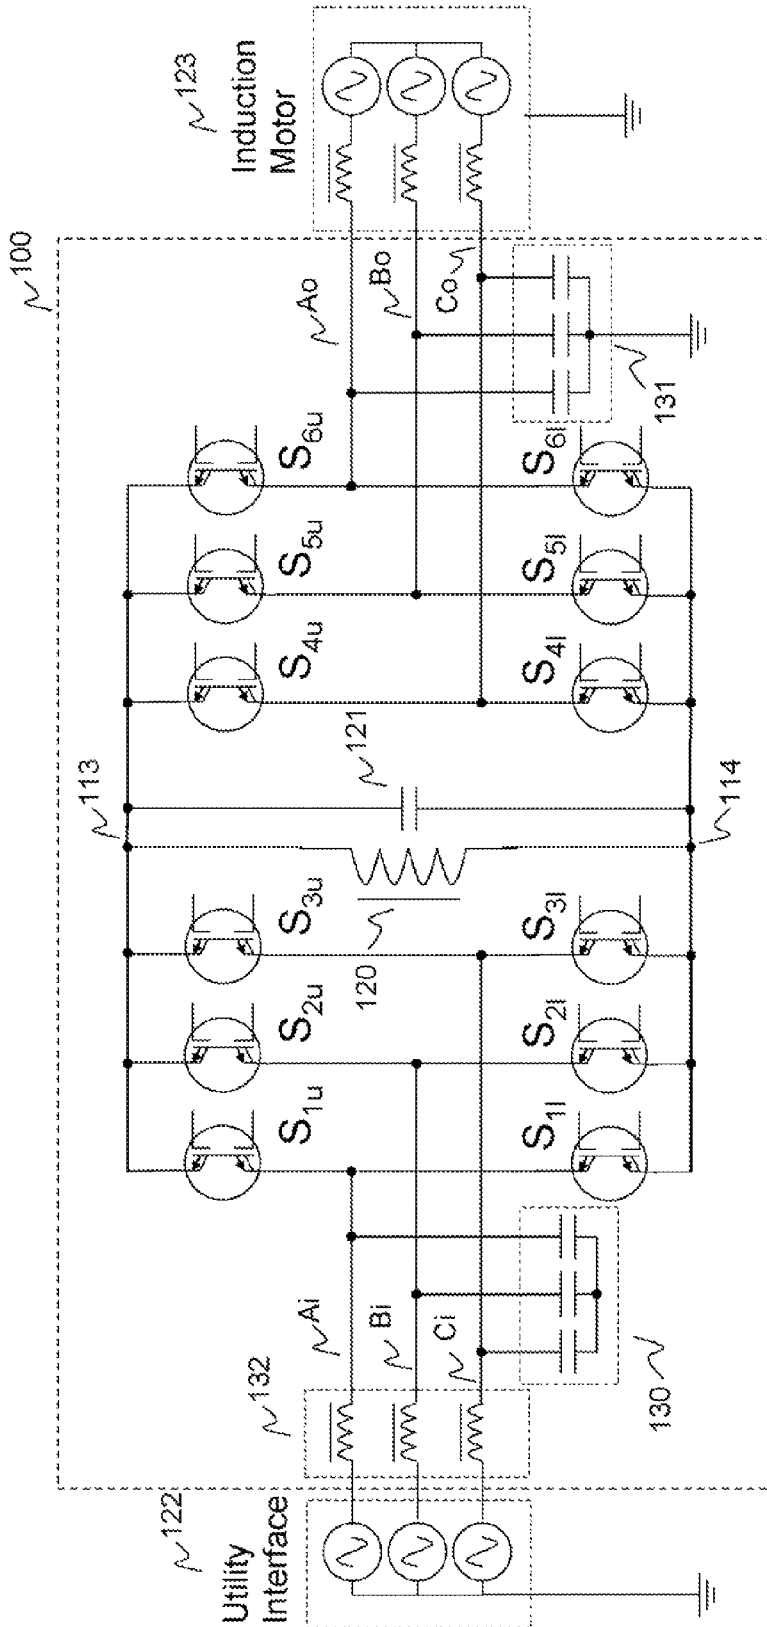 Utility
Interface
122
132
Ai
Bi
Ci
130
100
113
114
120
121
S1u
S2u
S3u
S4u
S5u
S6u
S1l
S2l
S3l
S4l
S5l
S6l
Ao
Bo
Co
131
Induction
Motor
123